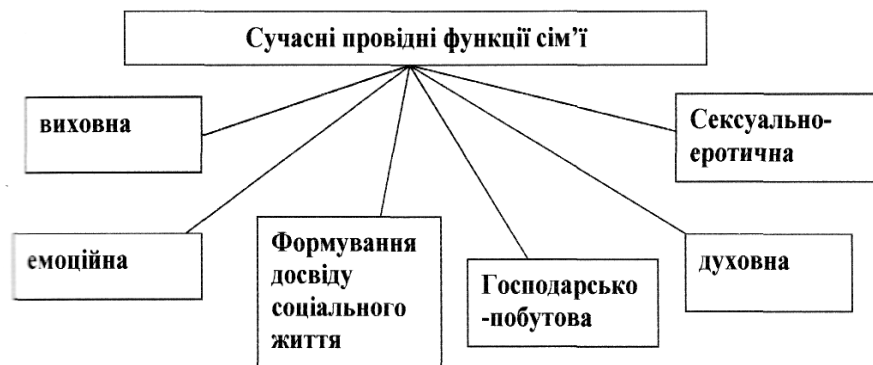 Сучасні провідні функції сім’ї
виховна
Сексуально-
еротична
емоційна
Формування
досвіду
соціального
життя
Господарсько
-побутова
духовна